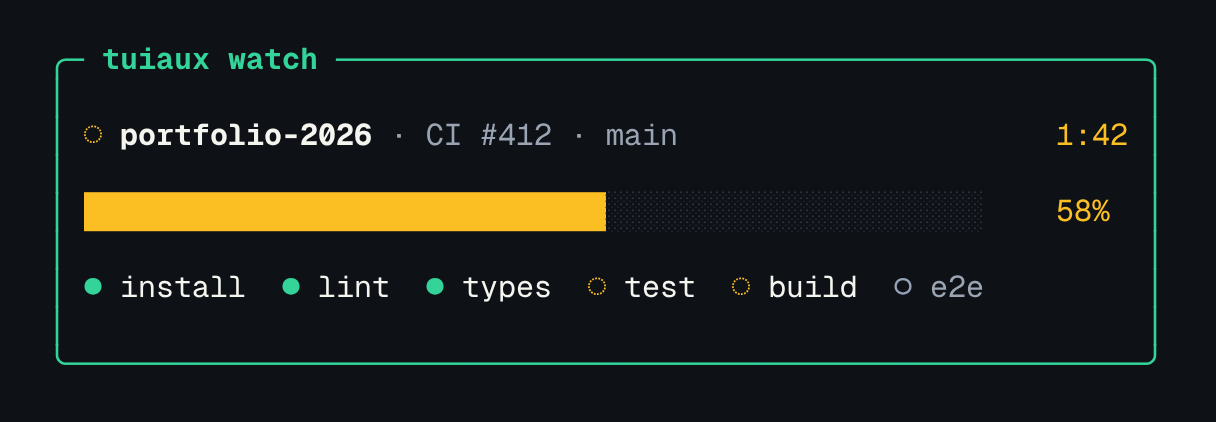 tuiaux watch
portfolio-2026 · CI #412 · main 1:42
58%
● install ● lint ● types ◌ test ◌ build ○ e2e